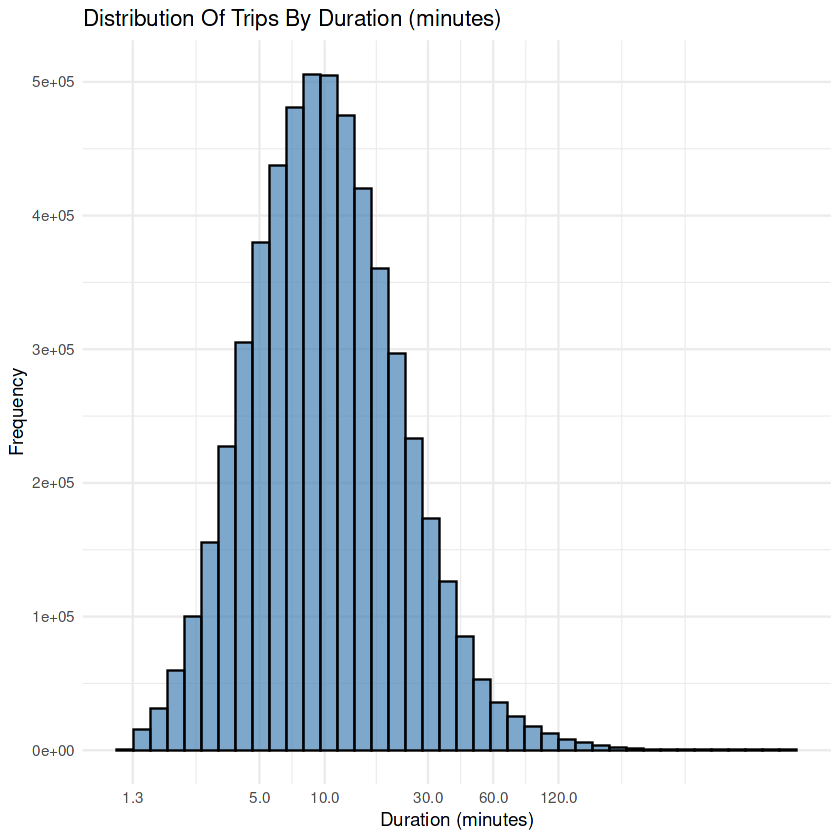 Distribution Of Trips By Duration (minutes)
5e+05
4e+05
3e+05
2e+05
1e+05
0e+00
Frequency
1.3 5.0 10.0 30.0 60.0 120.0
Duration (minutes)